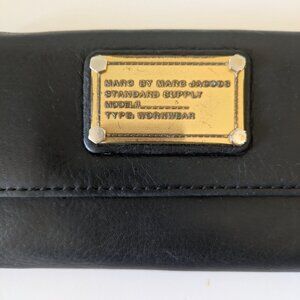 MARC BY MARC JACOBS
STANDARD SUPPLY
MODEL#________
TYPE: WORKWEAR